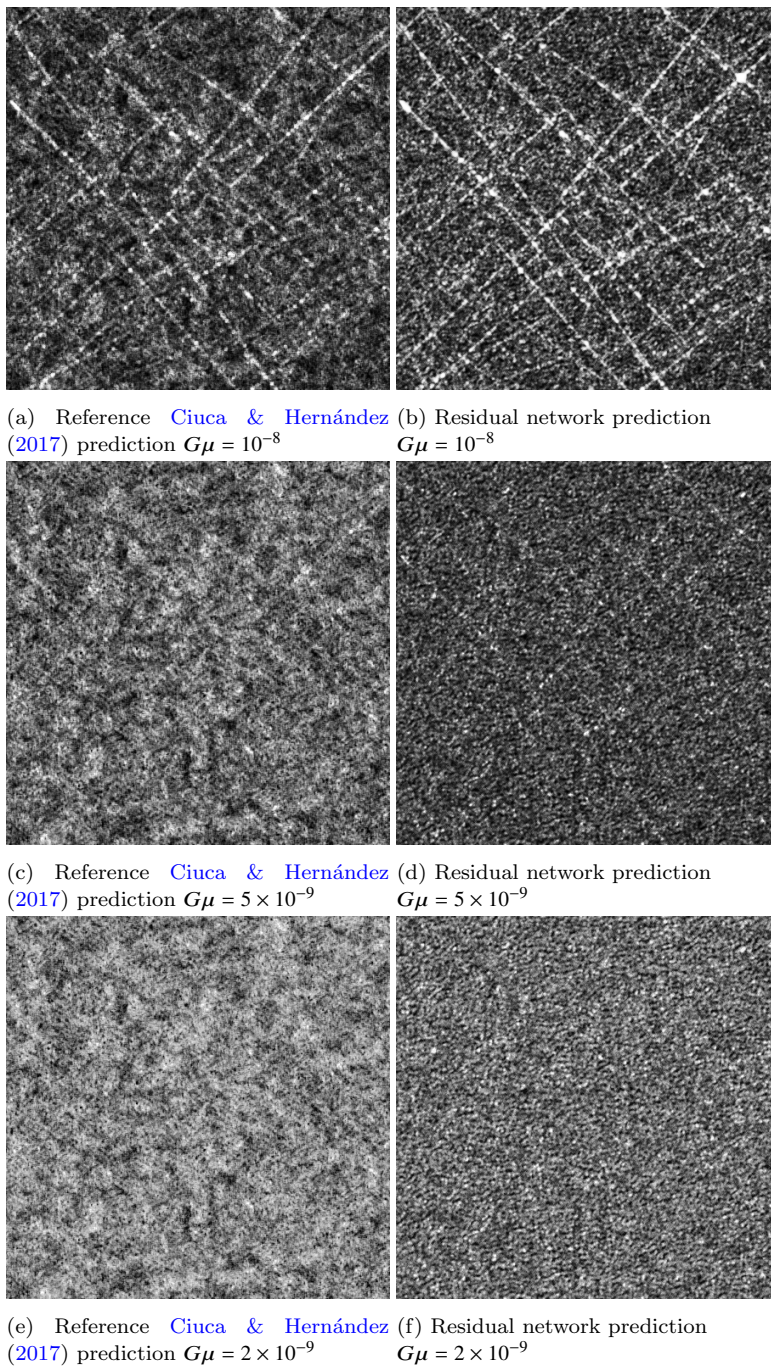 (a) Reference Ciuca & Hernández (2017) prediction Gμ = 10⁻⁸
(b) Residual network prediction
Gμ = 10⁻⁸
(c) Reference Ciuca & Hernández (2017) prediction Gμ = 5 × 10⁻⁹
(d) Residual network prediction
Gμ = 5 × 10⁻⁹
(e) Reference Ciuca & Hernández (2017) prediction Gμ = 2 × 10⁻⁹
(f) Residual network prediction
Gμ = 2 × 10⁻⁹